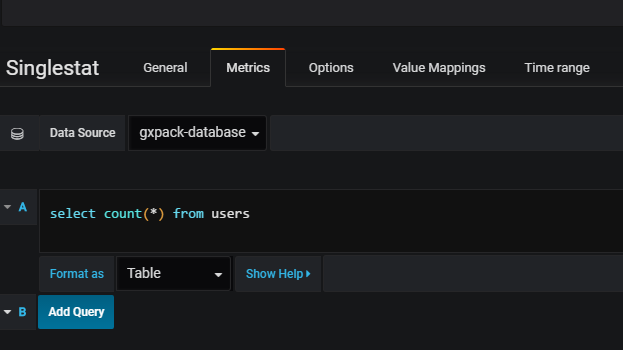 Singlestat General Metrics Options Value Mappings Time range
Data Source gxpack-database
A select count(*) from users
Format as Table Show Help
B Add Query